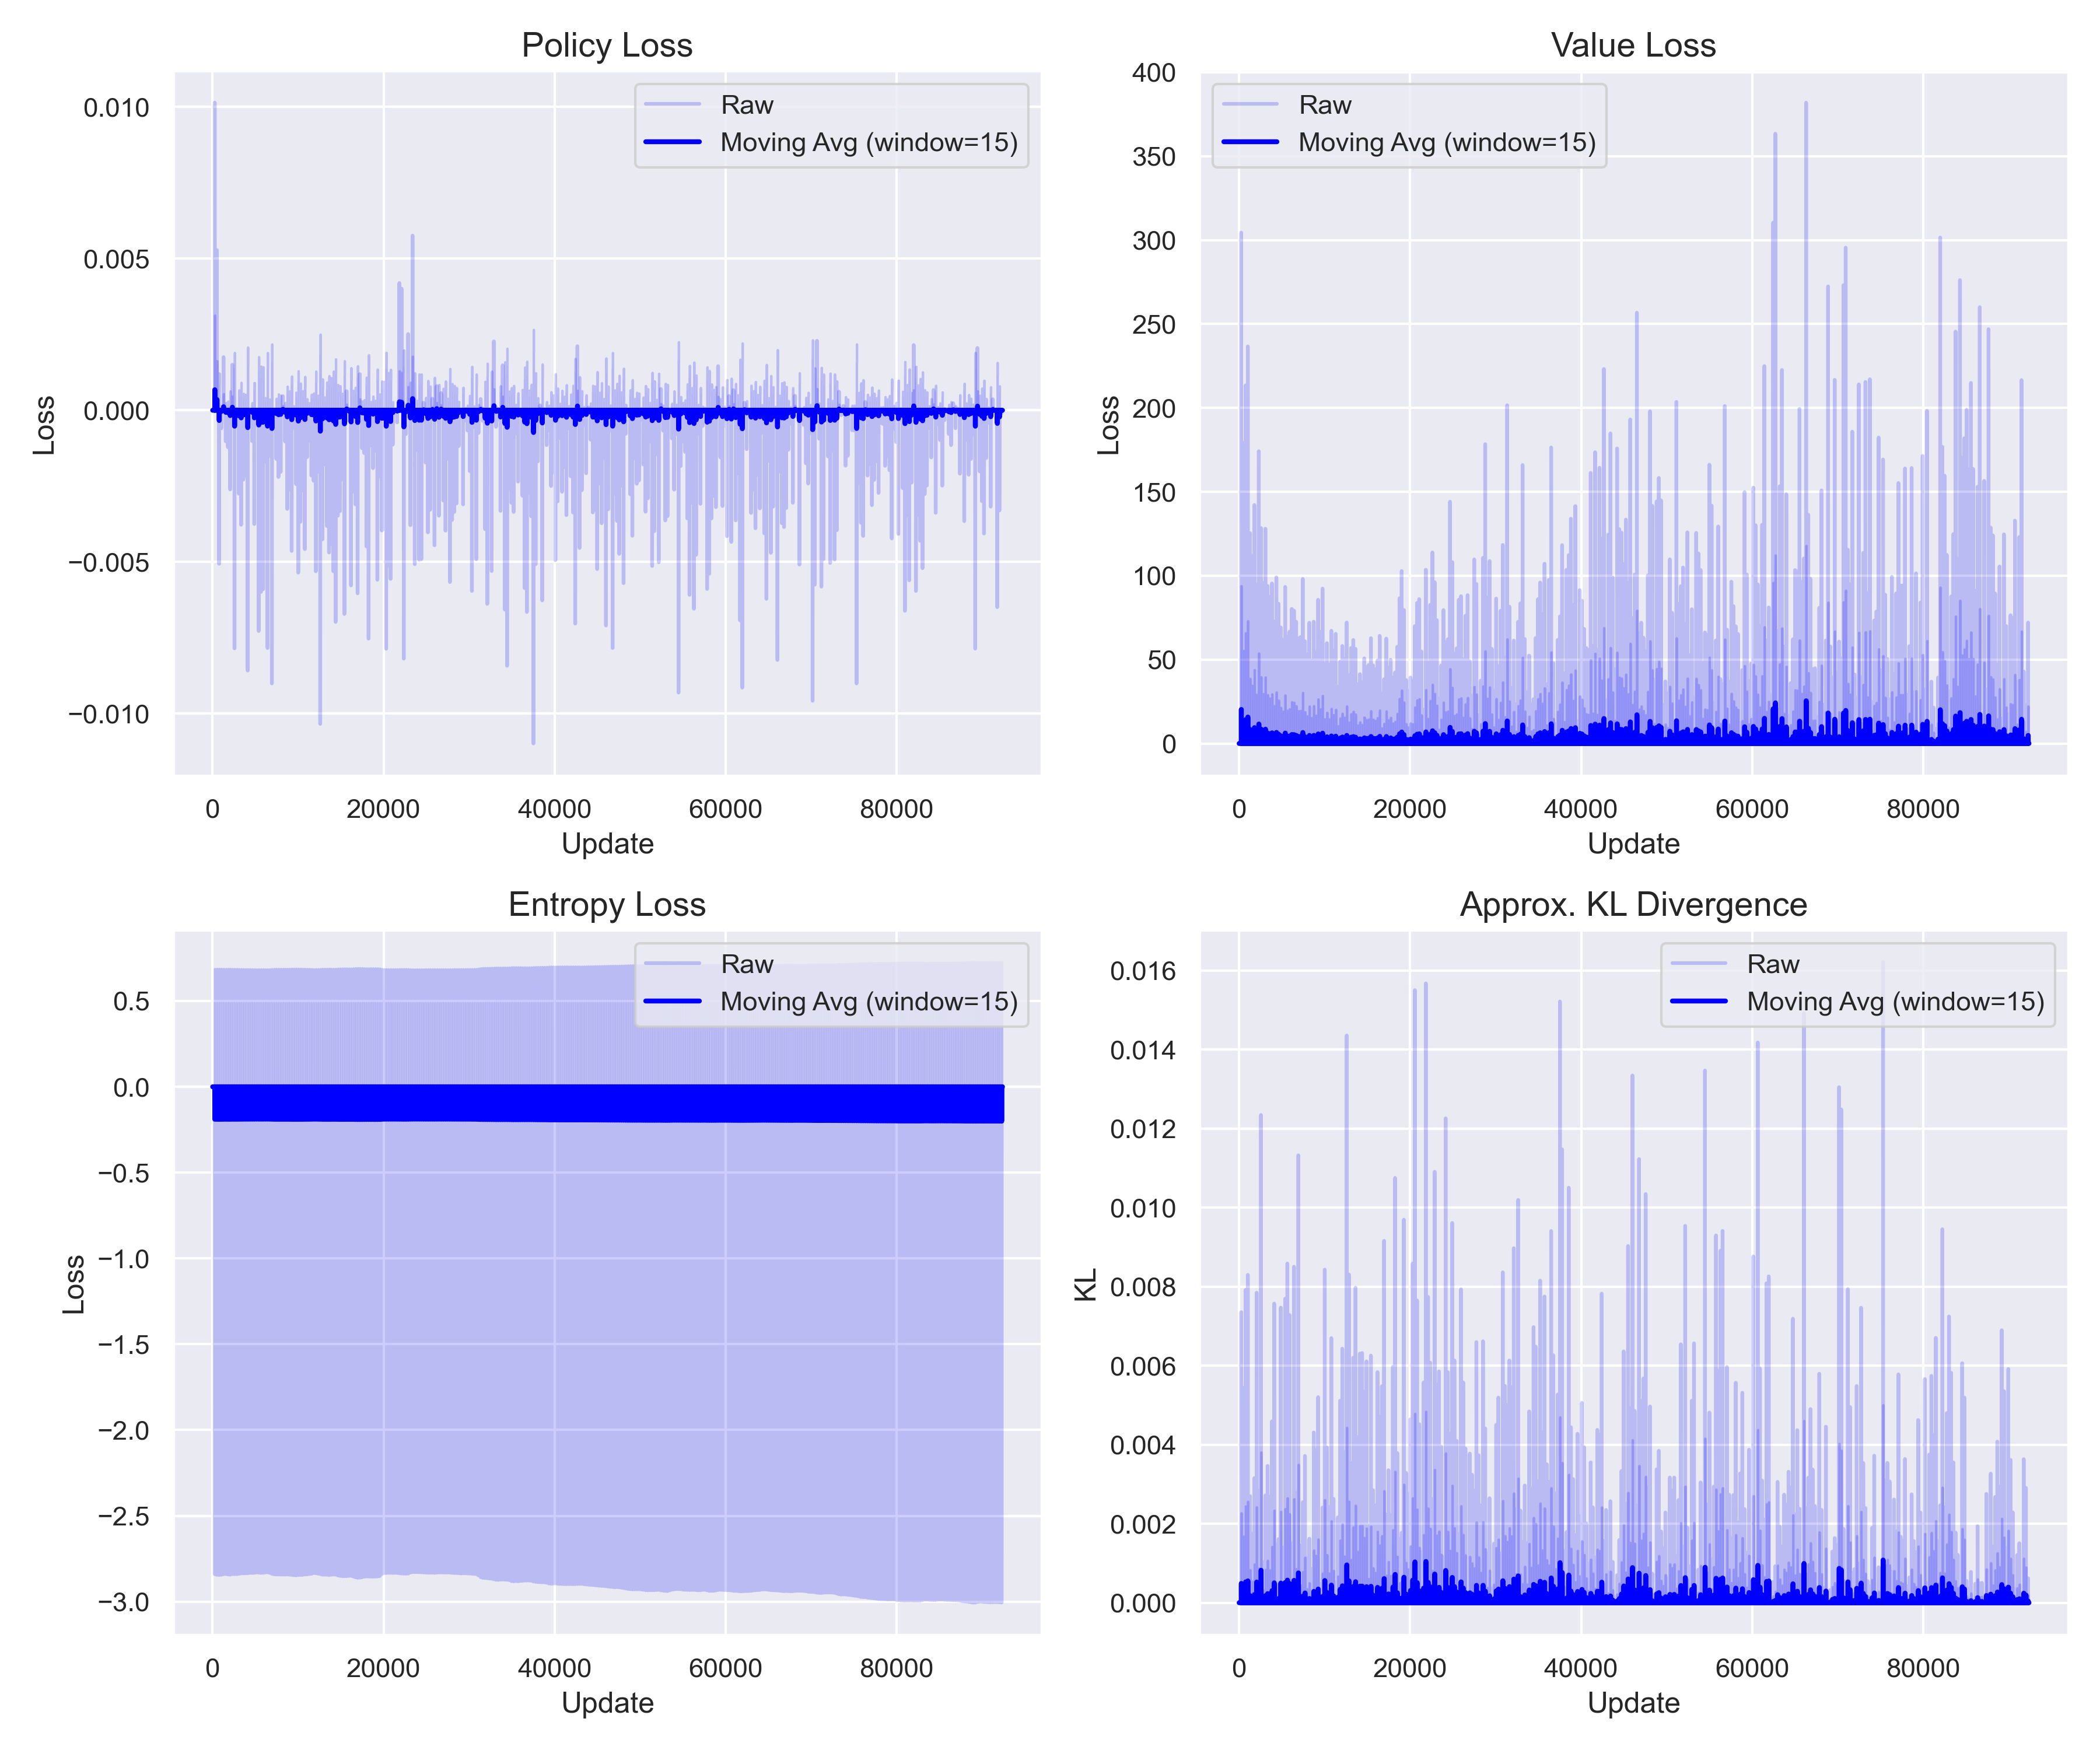 Policy Loss
Raw
Moving Avg (window=15)
0.010
0.005
0.000
−0.005
−0.010
Loss
0
20000
40000
60000
80000
Update
Value Loss
Raw
Moving Avg (window=15)
400
350
300
250
200
150
100
50
0
Loss
0
20000
40000
60000
80000
Update
Entropy Loss
Raw
Moving Avg (window=15)
0.5
0.0
−0.5
−1.0
−1.5
−2.0
−2.5
−3.0
Loss
0
20000
40000
60000
80000
Update
Approx. KL Divergence
Raw
Moving Avg (window=15)
0.016
0.014
0.012
0.010
0.008
0.006
0.004
0.002
0.000
KL
0
20000
40000
60000
80000
Update